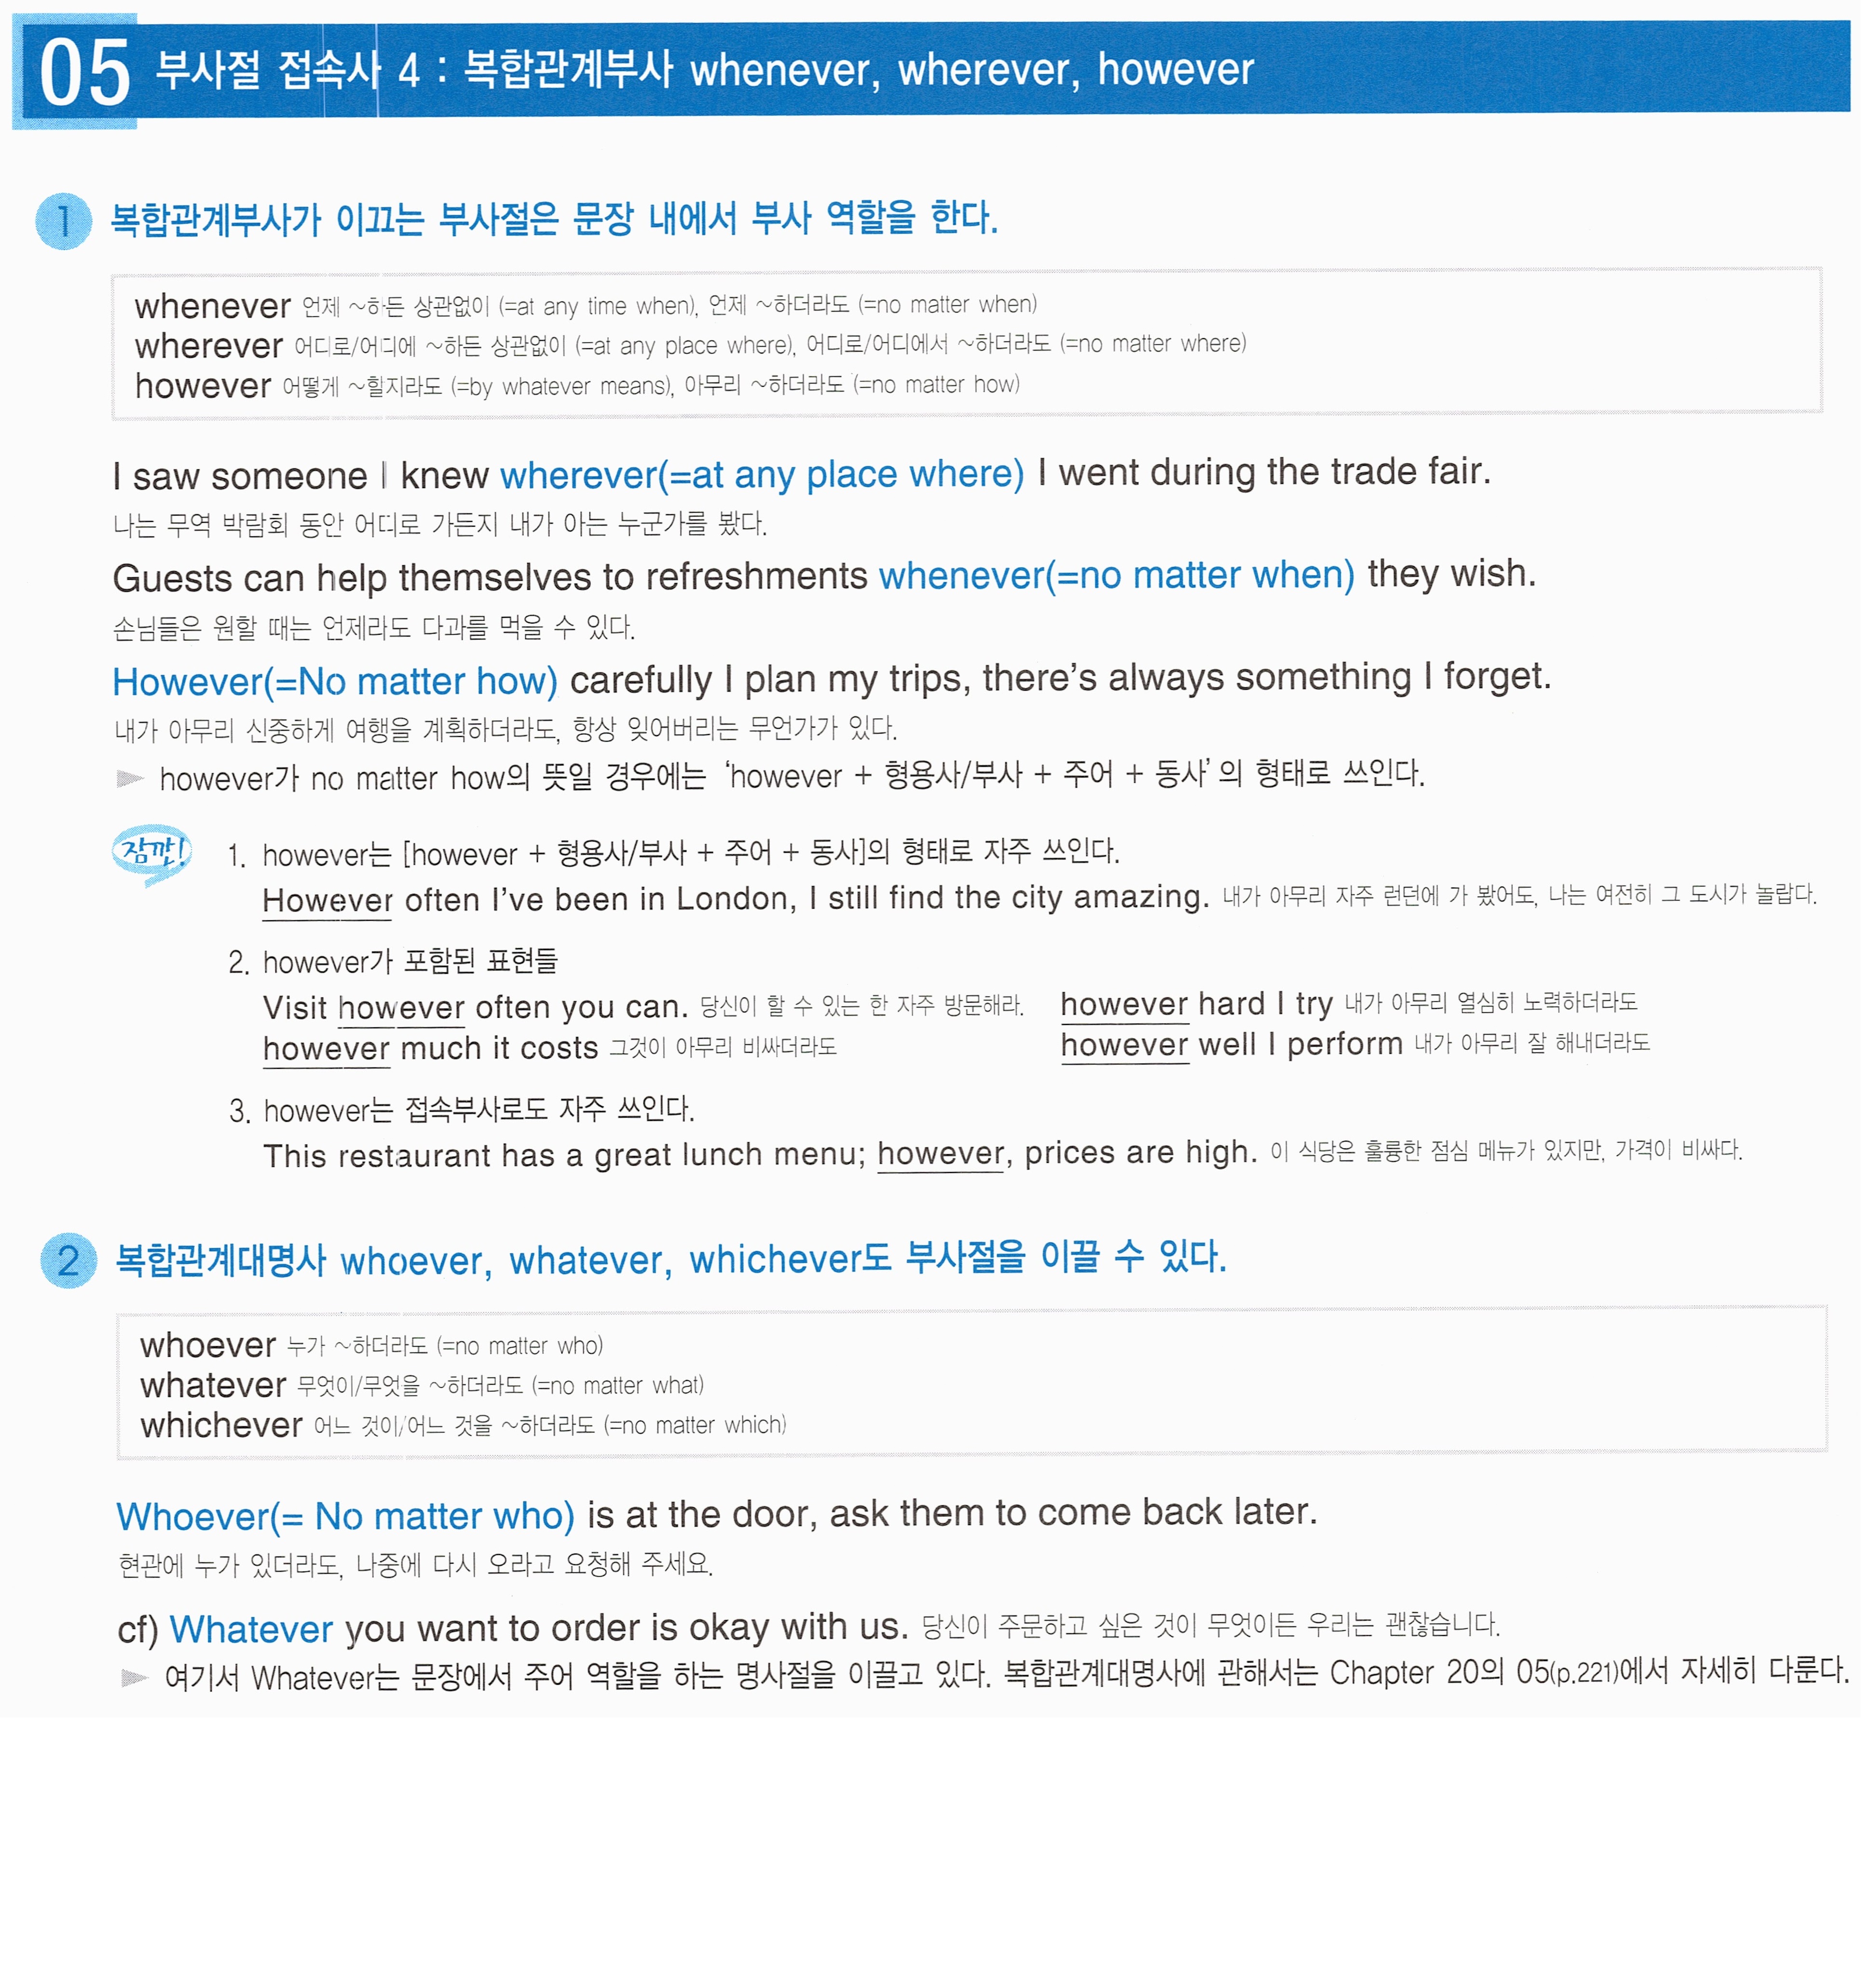 05 부사절 접속사 4 : 복합관계부사 whenever, wherever, however
1 복합관계부사가 이끄는 부사절은 문장 내에서 부사 역할을 한다.
whenever 언제 ~하든 상관없이 (=at any time when), 언제 ~하더라도 (=no matter when)
wherever 어디로/어디에 ~하든 상관없이 (=at any place where), 어디로/어디에서 ~하더라도 (=no matter where)
however 어떻게 ~할지라도 (=by whatever means), 아무리 ~하더라도 (=no matter how)
I saw someone I knew wherever(=at any place where) I went during the trade fair.
나는 무역 박람회 동안 어디로 가든지 내가 아는 누군가를 봤다.
Guests can help themselves to refreshments whenever(=no matter when) they wish.
손님들은 원할 때는 언제라도 다과를 먹을 수 있다.
However(=No matter how) carefully I plan my trips, there's always something I forget.
내가 아무리 신중하게 여행을 계획하더라도, 항상 잊어버리는 무언가가 있다.
► however가 no matter how의 뜻일 경우에는 ‘however + 형용사/부사 + 주어 + 동사’의 형태로 쓰인다.
잠깐! 1. however는 [however + 형용사/부사 + 주어 + 동사]의 형태로 자주 쓰인다.
However often I've been in London, I still find the city amazing. 내가 아무리 자주 런던에 가 봤어도, 나는 여전히 그 도시가 놀랍다.
2. however가 포함된 표현들
Visit however often you can. 당신이 할 수 있는 한 자주 방문해라. however hard I try 내가 아무리 열심히 노력하더라도
however much it costs 그것이 아무리 비싸더라도 however well I perform 내가 아무리 잘 해내더라도
3. however는 접속부사로도 자주 쓰인다.
This restaurant has a great lunch menu; however, prices are high. 이 식당은 훌륭한 점심 메뉴가 있지만, 가격이 비싸다.
2 복합관계대명사 whoever, whatever, whichever도 부사절을 이끌 수 있다.
whoever 누가 ~하더라도 (=no matter who)
whatever 무엇이/무엇을 ~하더라도 (=no matter what)
whichever 어느 것이/어느 것을 ~하더라도 (=no matter which)
Whoever(= No matter who) is at the door, ask them to come back later.
현관에 누가 있더라도, 나중에 다시 오라고 요청해 주세요.
cf) Whatever you want to order is okay with us. 당신이 주문하고 싶은 것이 무엇이든 우리는 괜찮습니다.
► 여기서 Whatever는 문장에서 주어 역할을 하는 명사절을 이끌고 있다. 복합관계대명사에 관해서는 Chapter 20의 05(p.221)에서 자세히 다룬다.